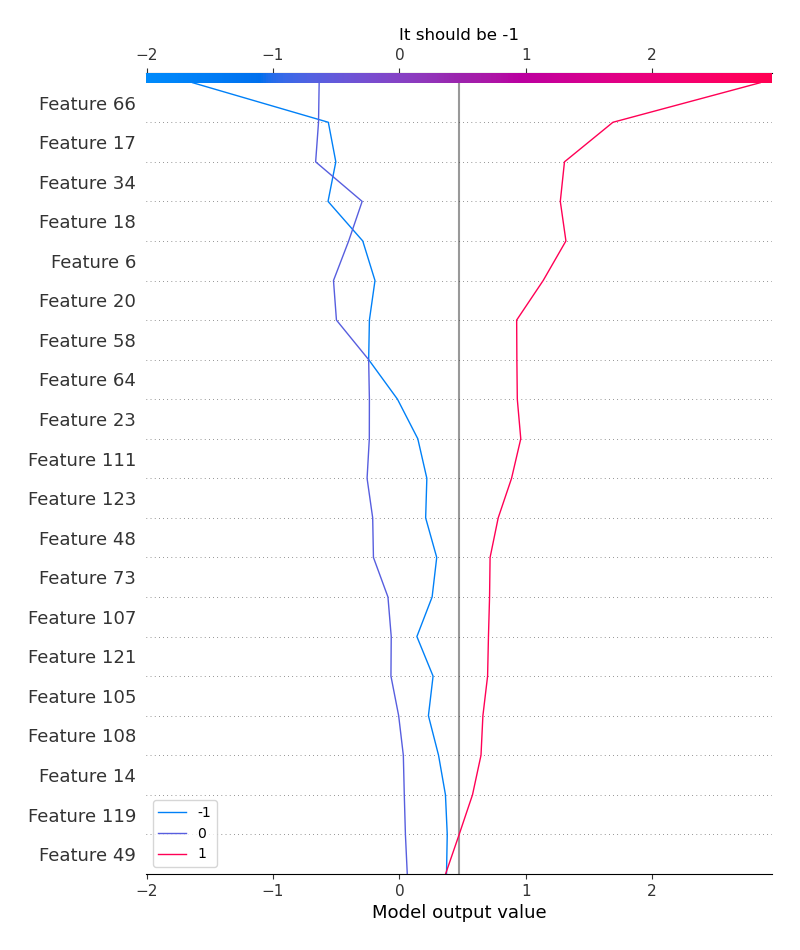 It should be -1
−2 −1 0 1 2
Feature 66
Feature 17
Feature 34
Feature 18
Feature 6
Feature 20
Feature 58
Feature 64
Feature 23
Feature 111
Feature 123
Feature 48
Feature 73
Feature 107
Feature 121
Feature 105
Feature 108
Feature 14
Feature 119
Feature 49
-1
0
1
−2 −1 0 1 2
Model output value